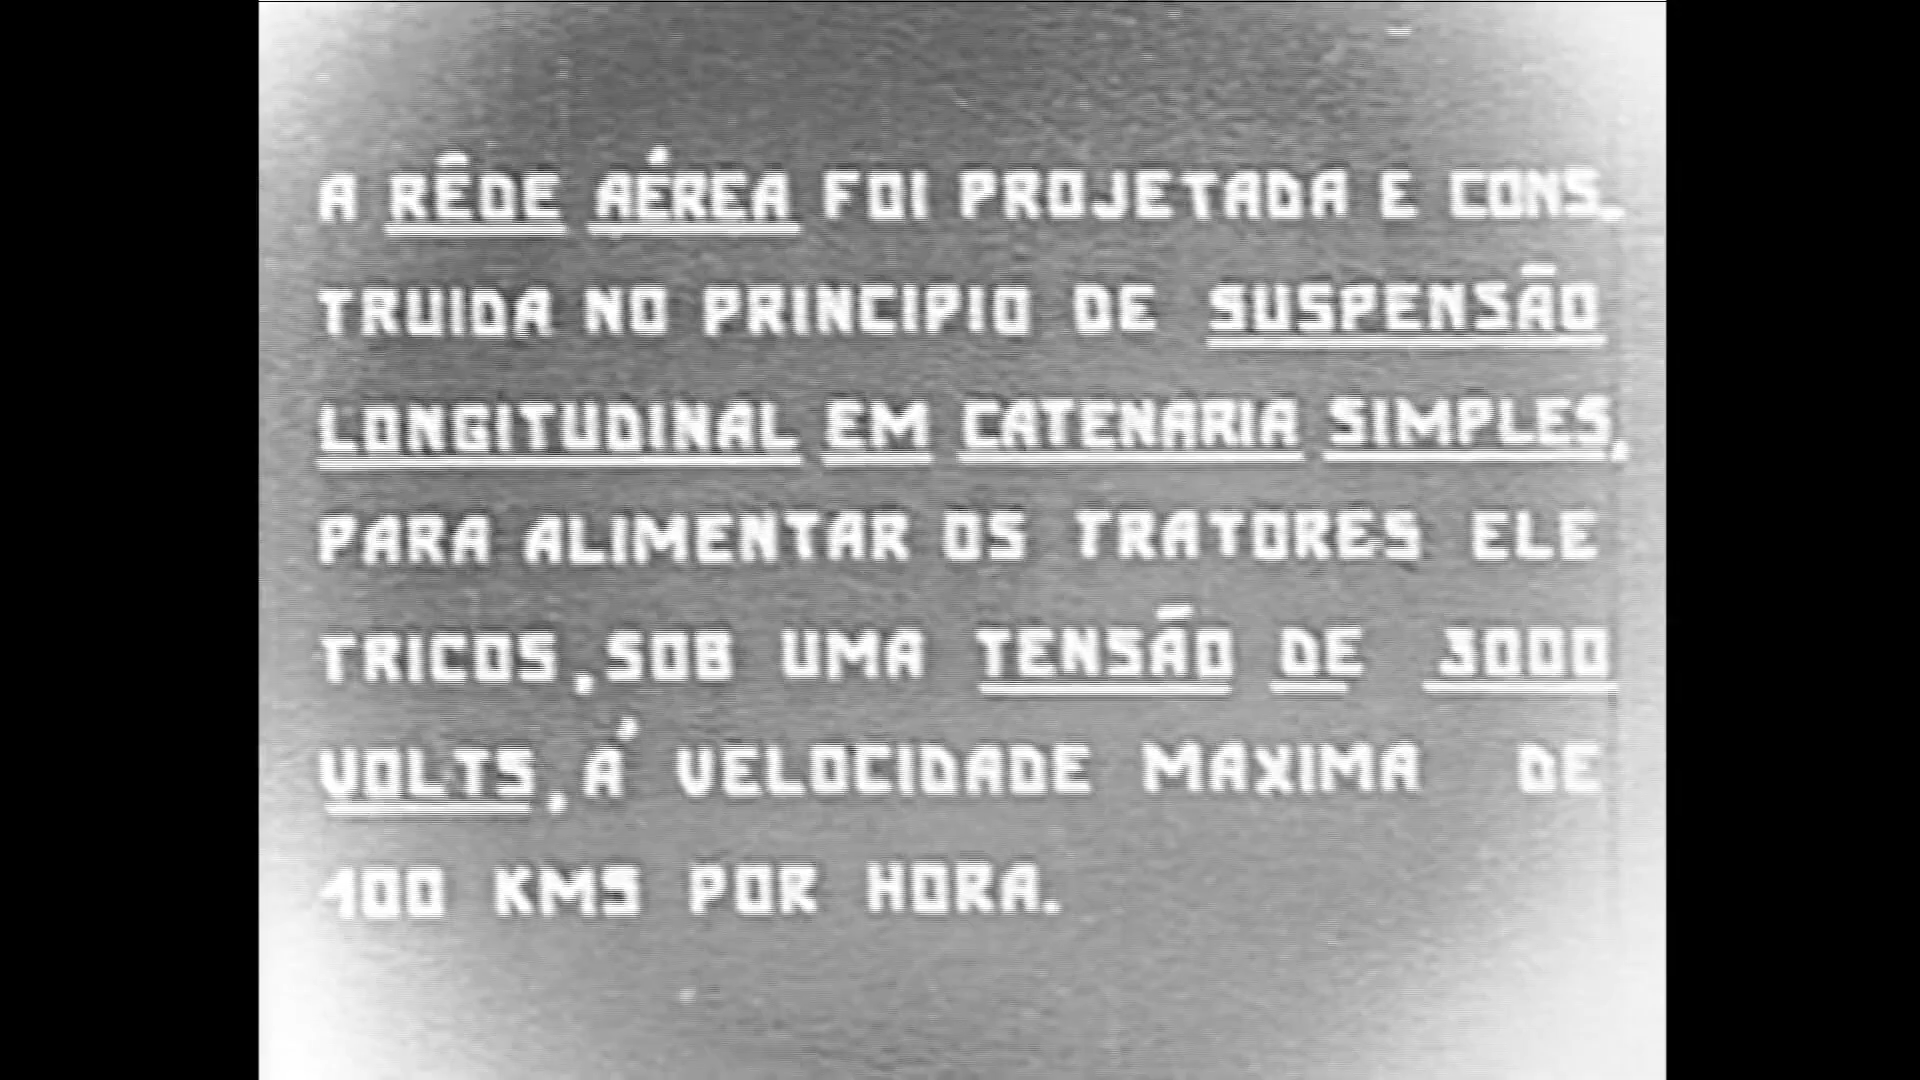 A RÊDE AÉREA FOI PROJETADA E CONS-
TRUIDA NO PRINCIPIO DE SUSPENSÃO
LONGITUDINAL EM CATENARIA SIMPLES,
PARA ALIMENTAR OS TRATORES ELE
TRICOS, SOB UMA TENSÃO DE 3000
VOLTS, Á VELOCIDADE MAXIMA DE
100 KMS POR HORA.